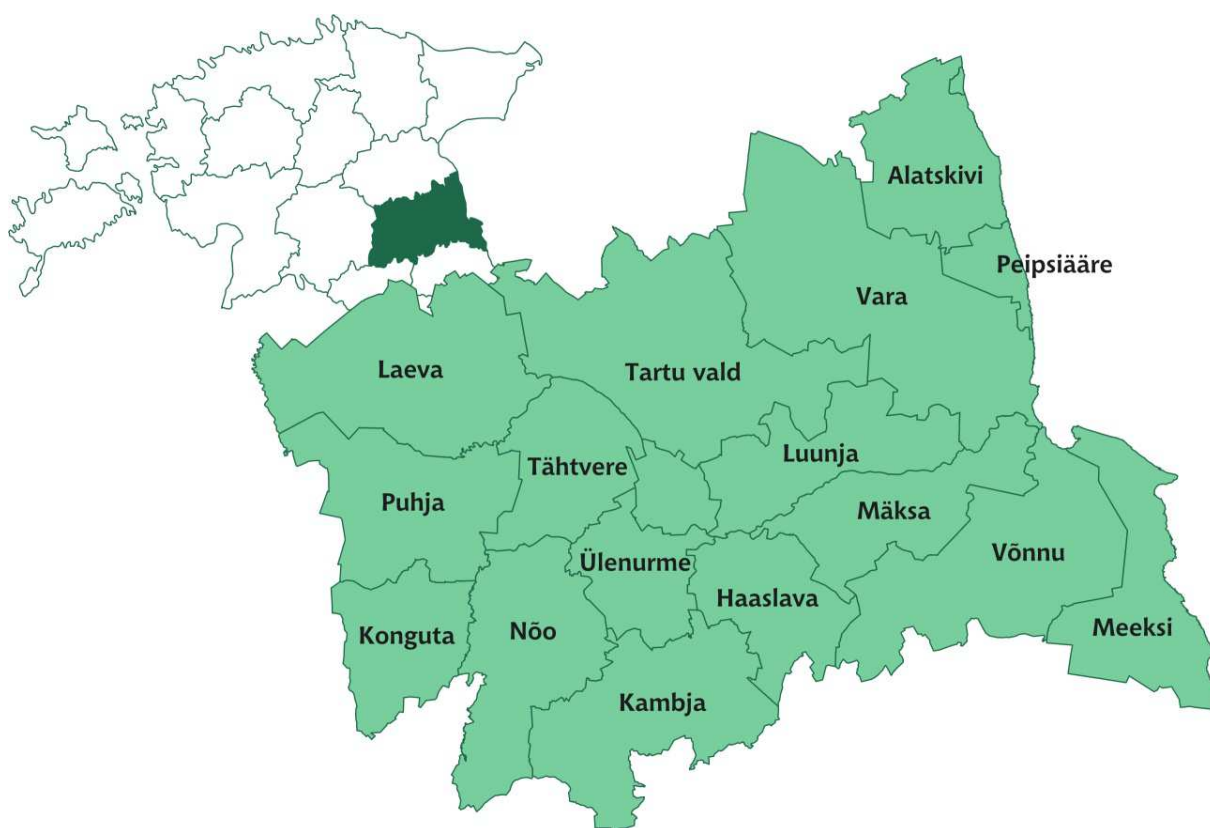 Alatskivi
Peipsiääre
Vara
Laeva
Tartu vald
Luunja
Tähtvere
Puhja
Mäksa
Võnnu
Ülenurme
Haaslava
Konguta
Nõo
Meeksi
Kambja